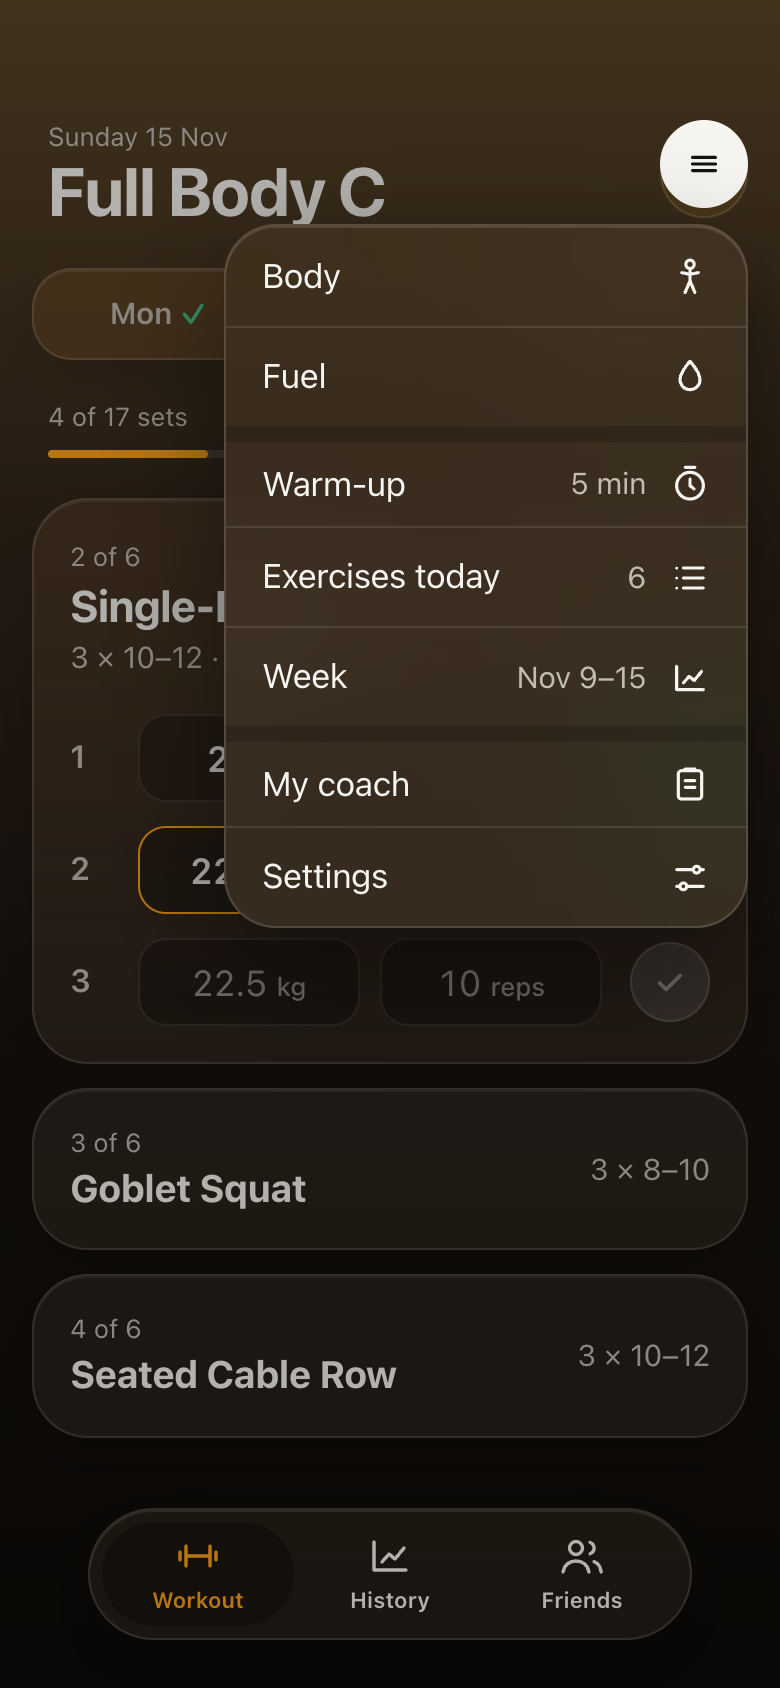 Sunday 15 Nov
Full Body C
Mon
4 of 17 sets
Body
Fuel
Warm-up 5 min
Exercises today 6
Week Nov 9–15
My coach
Settings
2 of 6
3 × 10–12 ·
1
2
3 22.5 kg 10 reps
3 of 6
Goblet Squat 3 × 8–10
4 of 6
Seated Cable Row 3 × 10–12
Workout History Friends